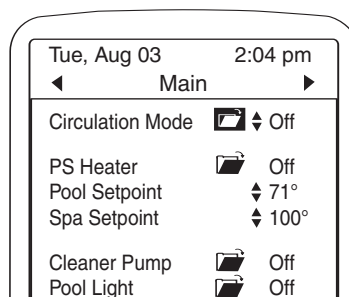 Tue, Aug 03 2:04 pm
Main
Circulation Mode Off
PS Heater Off
Pool Setpoint 71°
Spa Setpoint 100°
Cleaner Pump Off
Pool Light Off